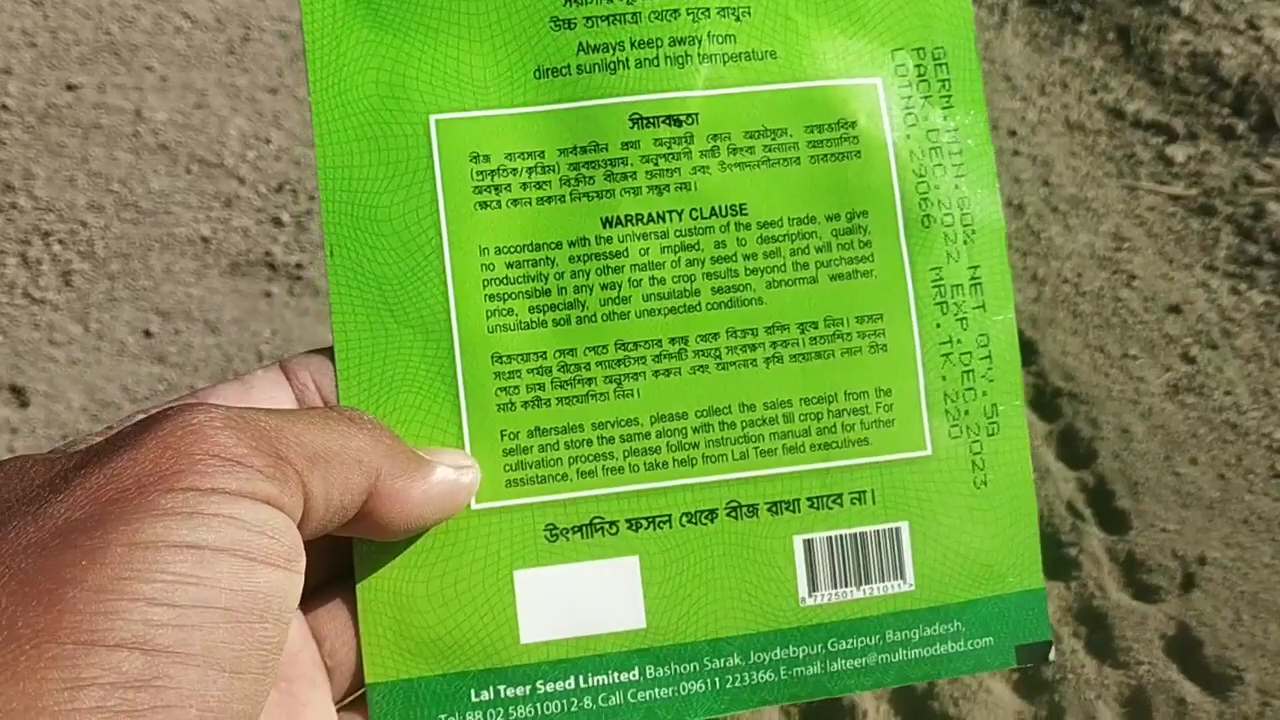 উচ্চ তাপমাত্রা থেকে দূরে রাখুন
Always keep away from
direct sunlight and high temperature
সীমাবদ্ধতা
বীজ ব্যবসার সার্বজনীন প্রথা অনুযায়ী কোন অমৌসুমে, অস্বাভাবিক
(প্রাকৃতিক/কৃত্রিম) আবহাওয়ায়, অনুপযোগী মাটি কিংবা অন্যান্য অপ্রত্যাশিত
অবস্থার কারণে বিক্রীত বীজের গুনাগুণ এবং উৎপাদনশীলতার তারতম্যের
ক্ষেত্রে কোন প্রকার নিশ্চয়তা দেয়া সম্ভব নয়।
WARRANTY CLAUSE
In accordance with the universal custom of the seed trade, we give
no warranty, expressed or implied, as to description, quality,
productivity or any other matter of any seed we sell, and will not be
responsible in any way for the crop results beyond the purchased
price, especially, under unsuitable season, abnormal weather,
unsuitable soil and other unexpected conditions.
বিক্রয়োত্তর সেবা পেতে বিক্রেতার কাছ থেকে বিক্রয় রশিদ বুঝে নিন। ফসল
সংগ্রহ পর্যন্ত বীজের প্যাকেটসহ রশিদটি সযত্নে সংরক্ষণ করুন। প্রত্যাশিত ফলন
পেতে চাষ নির্দেশিকা অনুসরণ করুন এবং আপনার কৃষি প্রয়োজনে লাল তীর
মাঠ কর্মীর সহযোগিতা নিন।
For aftersales services, please collect the sales receipt from the
seller and store the same along with the packet till crop harvest. For
cultivation process, please follow instruction manual and for further
assistance, feel free to take help from Lal Teer field executives.
উৎপাদিত ফসল থেকে বীজ রাখা যাবে না।
8 772501 121011 >
Lal Teer Seed Limited, Bashon Sarak, Joydebpur, Gazipur, Bangladesh,
Tel: 88 02 58610012-8, Call Center: 09611 223366, E-mail: lalteer@multimodebd.com
GERM.MIN:60% NET QTY.5G
PACK:DEC:2022 EXP:DEC:2023
LOTNO.23066 MRP.TK.220